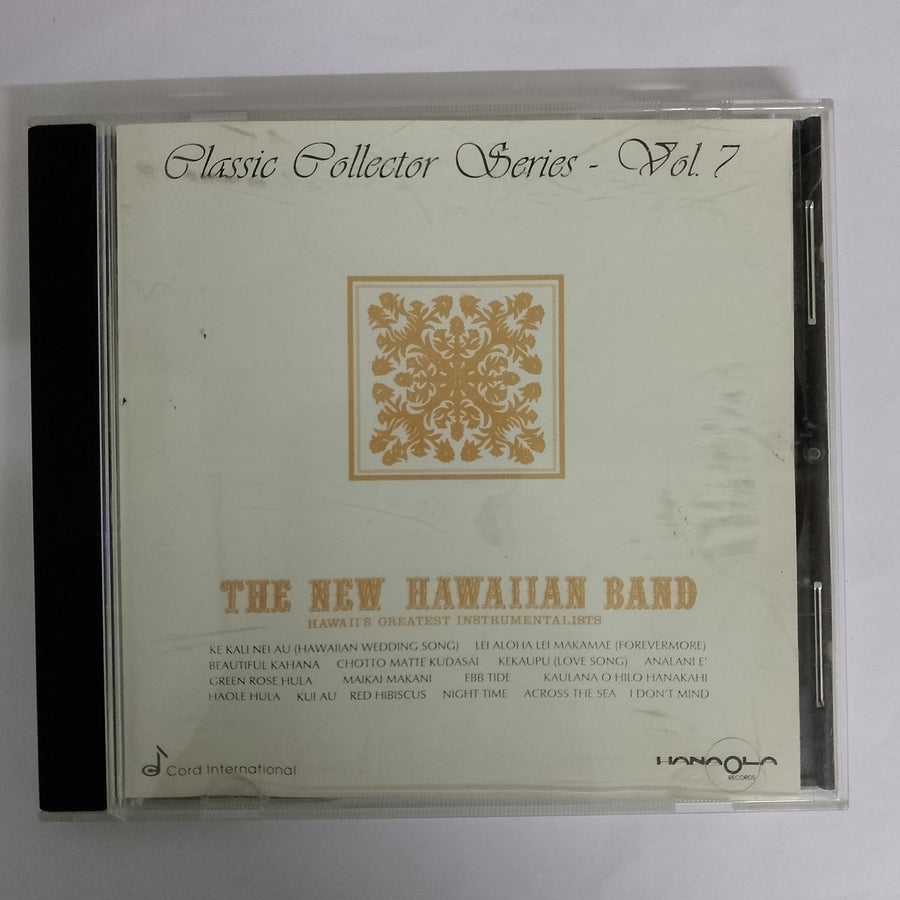 Classic Collector Series - Vol. 7
THE NEW HAWAIIAN BAND
HAWAII'S GREATEST INSTRUMENTALISTS
KE KALI NEI AU (HAWAIIAN WEDDING SONG) LEI ALOHA LEI MAKAMAE (FOREVERMORE)
BEAUTIFUL KAHANA CHOTTO MATTE KUDASAI KEKAUPU (LOVE SONG) ANALANI E'
GREEN ROSE HULA MAIKAI MAKANI EBB TIDE KAULANA O HILO HANAKAHI
HAOLE HULA KUI AU RED HIBISCUS NIGHT TIME ACROSS THE SEA I DON'T MIND
Cord International
HANAOLA
RECORDS